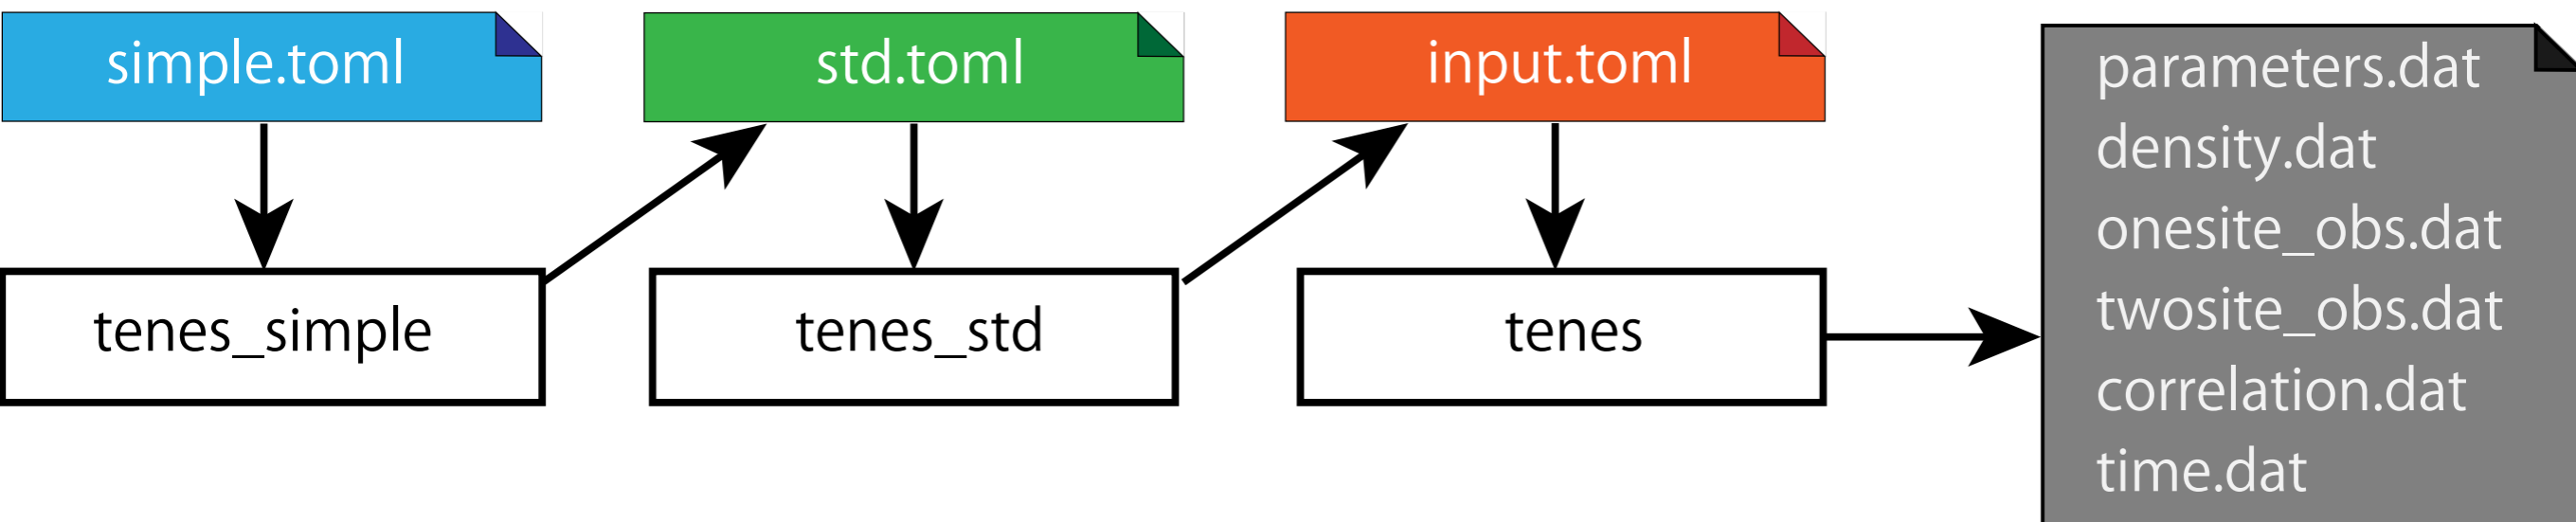 simple.toml
std.toml
input.toml
tenes_simple
tenes_std
tenes
parameters.dat
density.dat
onesite_obs.dat
twosite_obs.dat
correlation.dat
time.dat